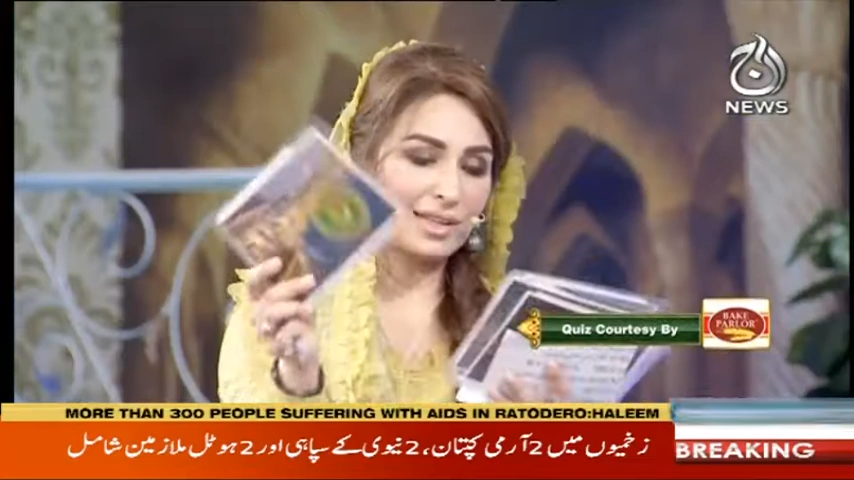 آج
NEWS
Quiz Courtesy By
BAKE
PARLOR
MORE THAN 300 PEOPLE SUFFERING WITH AIDS IN RATODERO:HALEEM
زخمیوں میں 2 آرمی کپتان، 2 نیوی کے سپاہی اور 2 ہوٹل ملازمین شامل
BREAKING